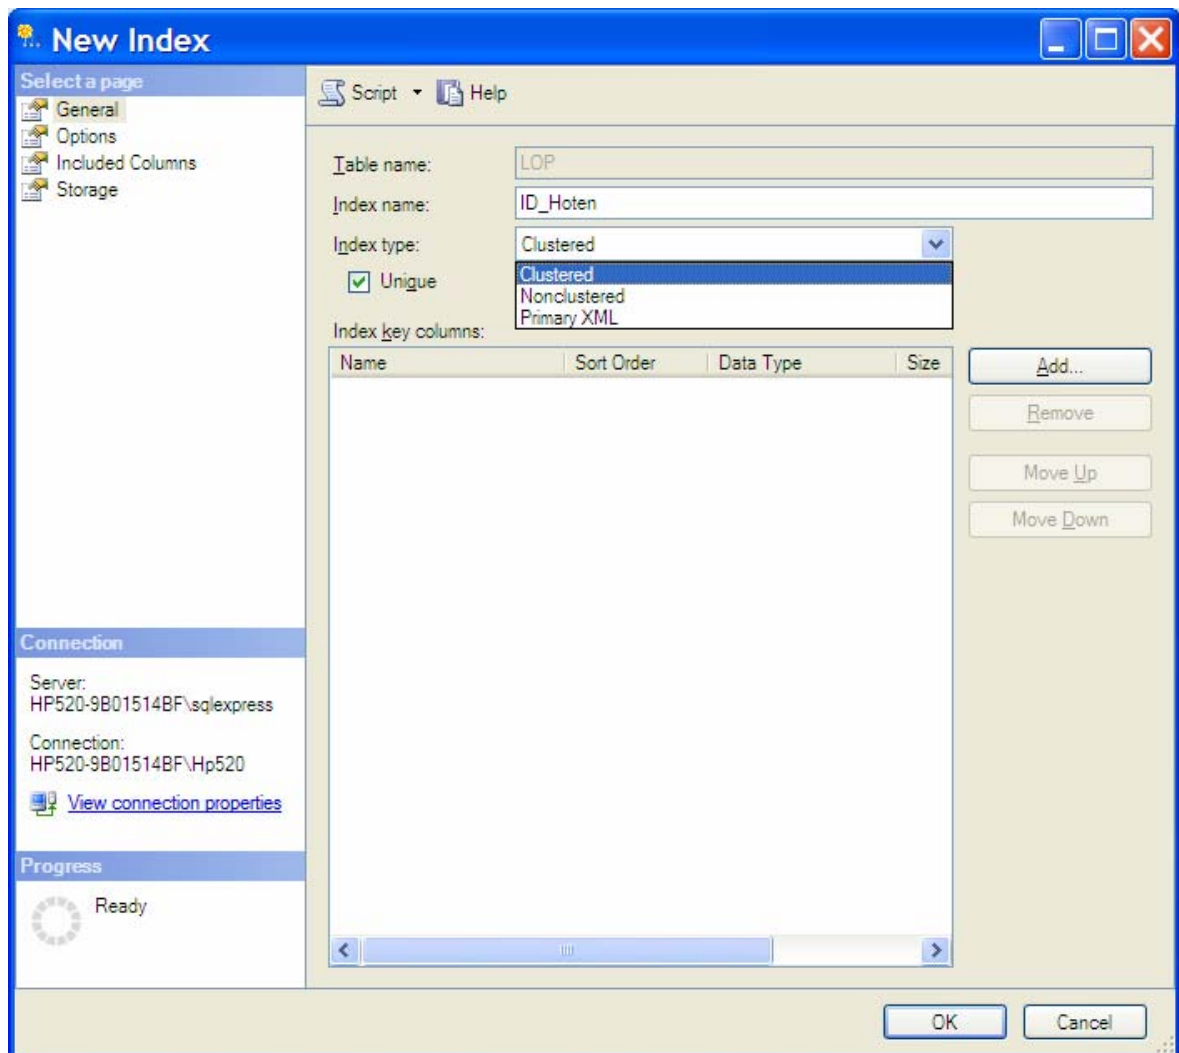 New Index
Select a page
General
Options
Included Columns
Storage
Script
Help
Table name:
LOP
Index name:
ID_Hoten
Index type:
Clustered
Unique
Clustered
Nonclustered
Primary XML
Index key columns:
Name Sort Order Data Type Size
Add...
Remove
Move Up
Move Down
Connection
Server:
HP520-9B01514BF\sqlexpress
Connection:
HP520-9B01514BF\Hp520
View connection properties
Progress
Ready
OK
Cancel